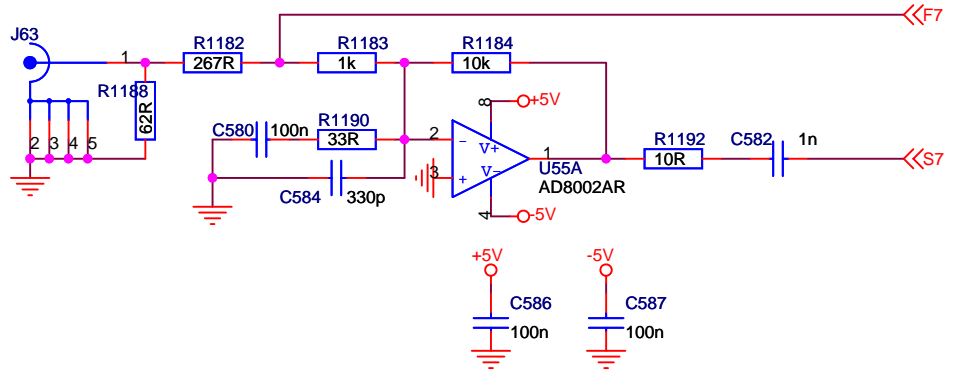 F7
J63
1
R1182
267R
R1183
1k
R1184
10k
R1188
62R
2
3
4
5
C580
100n
R1190
33R
C584
330p
2
3
8
+5V
V+
V-
-
+
1
U55A
AD8002AR
4
-5V
R1192
10R
C582
1n
S7
+5V
C586
100n
-5V
C587
100n